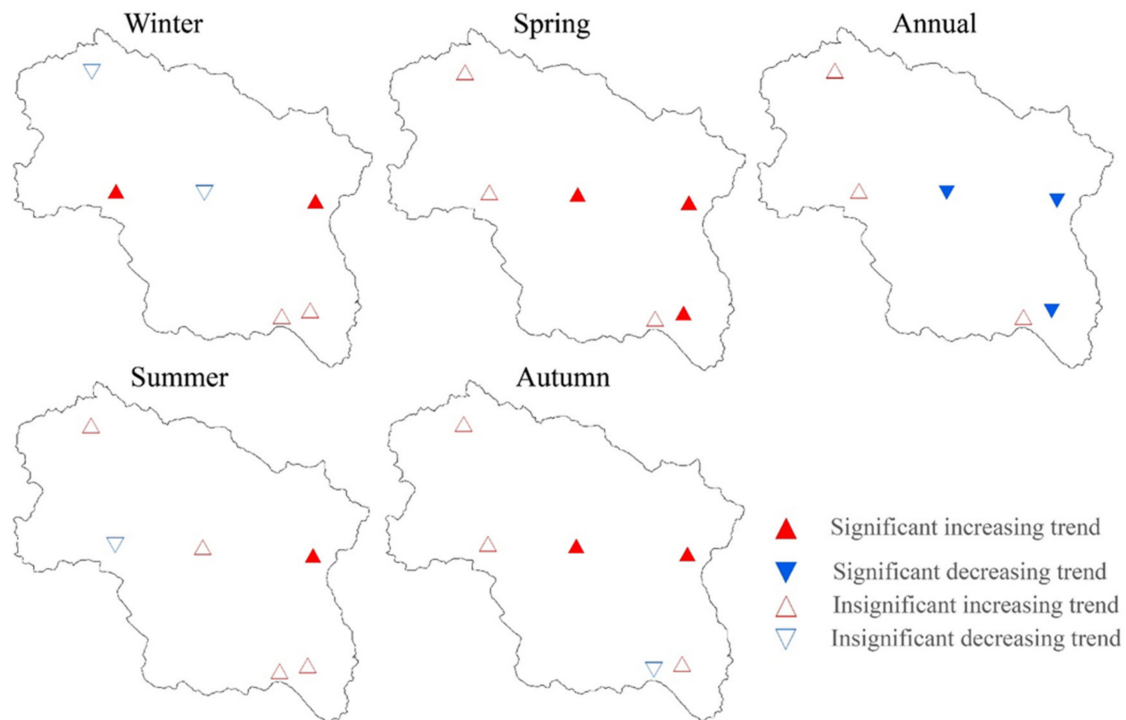 Winter
Spring
Annual
Summer
Autumn
Significant increasing trend
Significant decreasing trend
Insignificant increasing trend
Insignificant decreasing trend